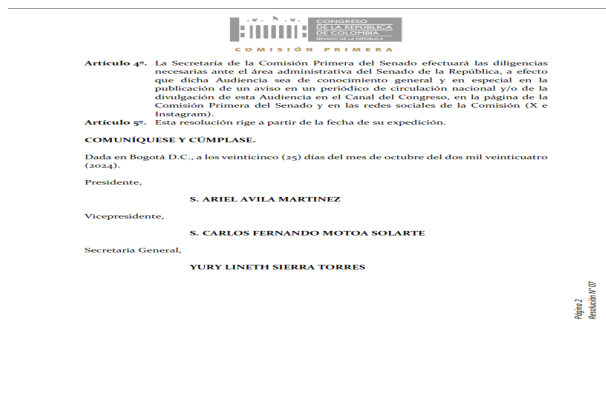 CONGRESO
DE LA REPÚBLICA
DE COLOMBIA
SENADO DE LA REPÚBLICA
COMISIÓN PRIMERA
Artículo 4º. La Secretaría de la Comisión Primera del Senado efectuará las diligencias
necesarias ante el área administrativa del Senado de la República, a efecto
que dicha Audiencia sea de conocimiento general y en especial en la
publicación de un aviso en un periódico de circulación nacional y/o de la
divulgación de esta Audiencia en el Canal del Congreso, en la página de la
Comisión Primera del Senado y en las redes sociales de la Comisión (X e
Instagram).
Artículo 5º. Esta resolución rige a partir de la fecha de su expedición.
COMUNÍQUESE Y CÚMPLASE.
Dada en Bogotá D.C., a los veinticinco (25) días del mes de octubre del dos mil veinticuatro
(2024).
Presidente,
S. ARIEL AVILA MARTINEZ
Vicepresidente,
S. CARLOS FERNANDO MOTOA SOLARTE
Secretaria General,
YURY LINETH SIERRA TORRES
Página 2
Resolución Nº 07